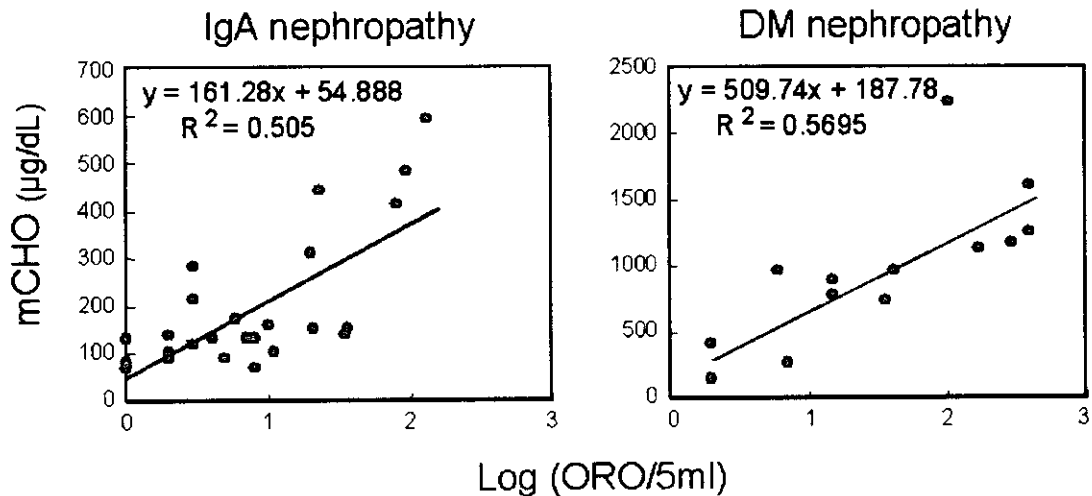 IgA nephropathy
y = 161.28x + 54.888
R² = 0.505
700
600
500
400
300
200
100
0
0
1
2
3
mCHO (µg/dL)
DM nephropathy
y = 509.74x + 187.78
R² = 0.5695
2500
2000
1500
1000
500
0
0
1
2
3
Log (ORO/5ml)